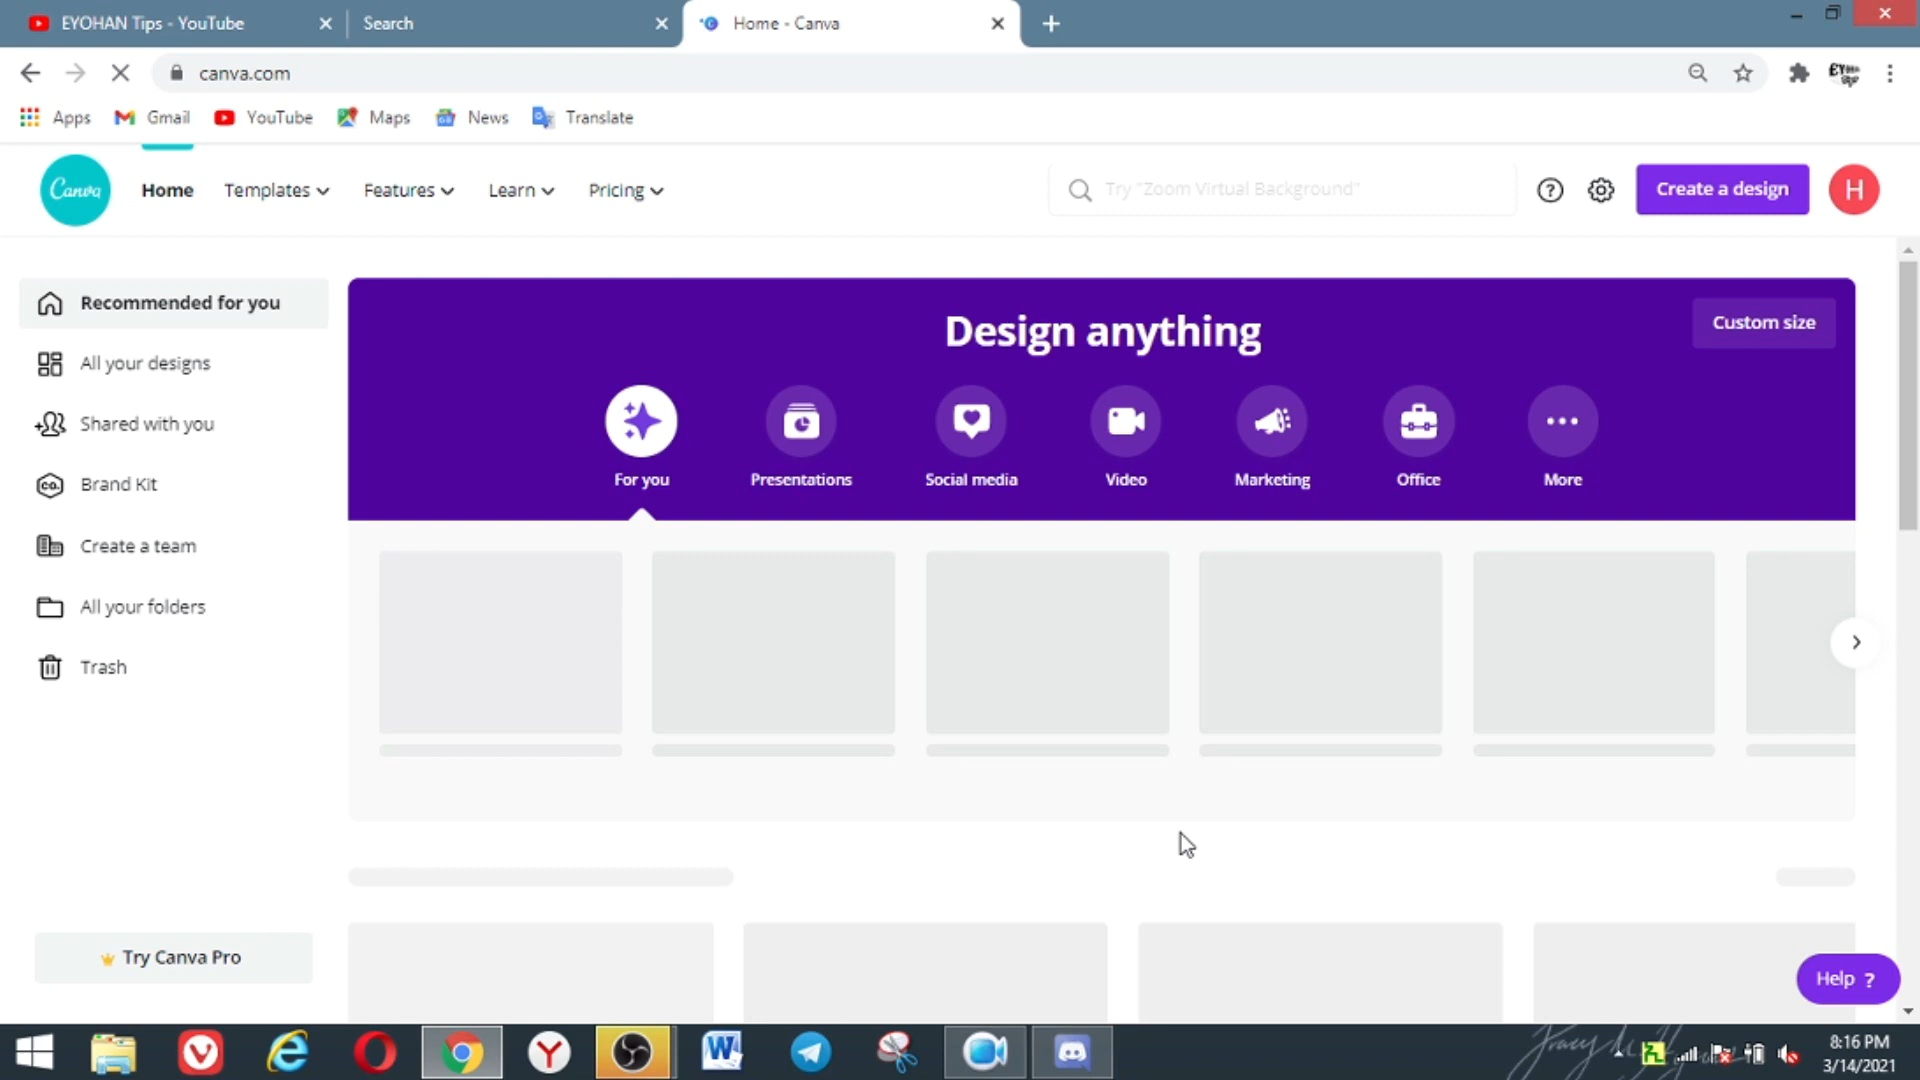 EYOHAN Tips - YouTube
Search
Home - Canva
canva.com
Apps
Gmail
YouTube
Maps
News
Translate
Canva
Home
Templates
Features
Learn
Pricing
Try "Zoom Virtual Background"
Create a design
H
Recommended for you
All your designs
Shared with you
Brand Kit
Create a team
All your folders
Trash
Try Canva Pro
Design anything
Custom size
For you
Presentations
Social media
Video
Marketing
Office
More
Help ?
8:16 PM
3/14/2021